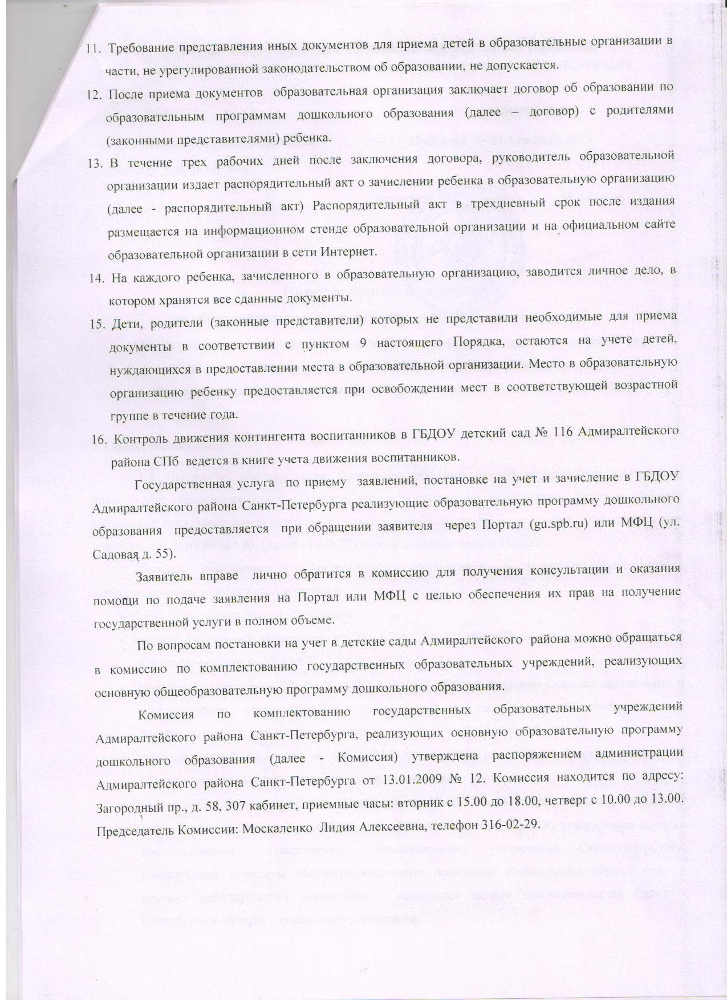 11. Требование представления иных документов для приема детей в образовательные организации в
части, не урегулированной законодательством об образовании, не допускается.
12. После приема документов образовательная организация заключает договор об образовании по
образовательным программам дошкольного образования (далее – договор) с родителями
(законными представителями) ребенка.
13. В течение трех рабочих дней после заключения договора, руководитель образовательной
организации издает распорядительный акт о зачислении ребенка в образовательную организацию
(далее - распорядительный акт) Распорядительный акт в трехдневный срок после издания
размещается на информационном стенде образовательной организации и на официальном сайте
образовательной организации в сети Интернет.
14. На каждого ребенка, зачисленного в образовательную организацию, заводится личное дело, в
котором хранятся все сданные документы.
15. Дети, родители (законные представители) которых не представили необходимые для приема
документы в соответствии с пунктом 9 настоящего Порядка, остаются на учете детей,
нуждающихся в предоставлении места в образовательной организации. Место в образовательную
организацию ребенку предоставляется при освобождении мест в соответствующей возрастной
группе в течение года.
16. Контроль движения контингента воспитанников в ГБДОУ детский сад № 116 Адмиралтейского
района СПб ведется в книге учета движения воспитанников.
Государственная услуга по приему заявлений, постановке на учет и зачисление в ГБДОУ
Адмиралтейского района Санкт-Петербурга реализующие образовательную программу дошкольного
образования предоставляется при обращении заявителя через Портал (gu.spb.ru) или МФЦ (ул.
Садовая д. 55).
Заявитель вправе лично обратится в комиссию для получения консультации и оказания
помощи по подаче заявления на Портал или МФЦ с целью обеспечения их прав на получение
государственной услуги в полном объеме.
По вопросам постановки на учет в детские сады Адмиралтейского района можно обращаться
в комиссию по комплектованию государственных образовательных учреждений, реализующих
основную общеобразовательную программу дошкольного образования.
Комиссия по комплектованию государственных образовательных учреждений
Адмиралтейского района Санкт-Петербурга, реализующих основную образовательную программу
дошкольного образования (далее - Комиссия) утверждена распоряжением администрации
Адмиралтейского района Санкт-Петербурга от 13.01.2009 № 12. Комиссия находится по адресу:
Загородный пр., д. 58, 307 кабинет, приемные часы: вторник с 15.00 до 18.00, четверг с 10.00 до 13.00.
Председатель Комиссии: Москаленко Лидия Алексеевна, телефон 316-02-29.